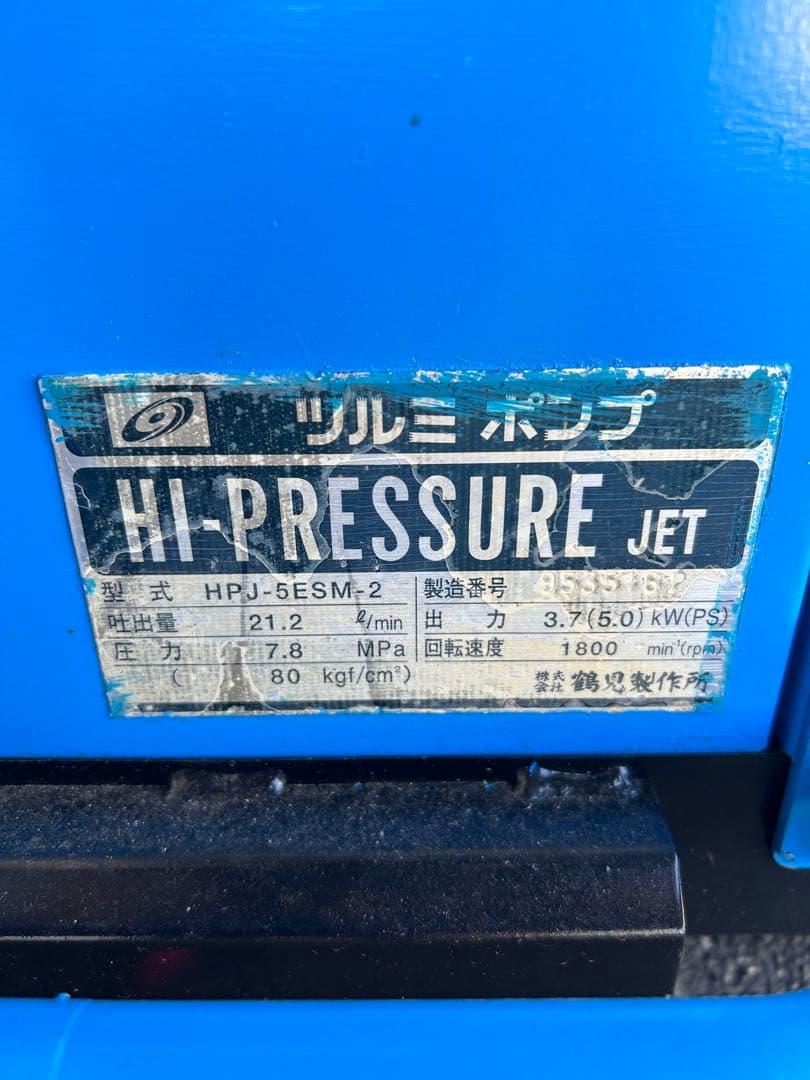 ツルミ ポンプ
HI-PRESSURE JET
型式 HPJ-5ESM-2 製造番号
吐出量 21.2 ℓ/min 出力 3.7(5.0) kW(PS)
圧力 7.8 MPa 回転速度 1800 min⁻¹(rpm)
( 80 kgf/cm²) 株式会社 鶴見製作所